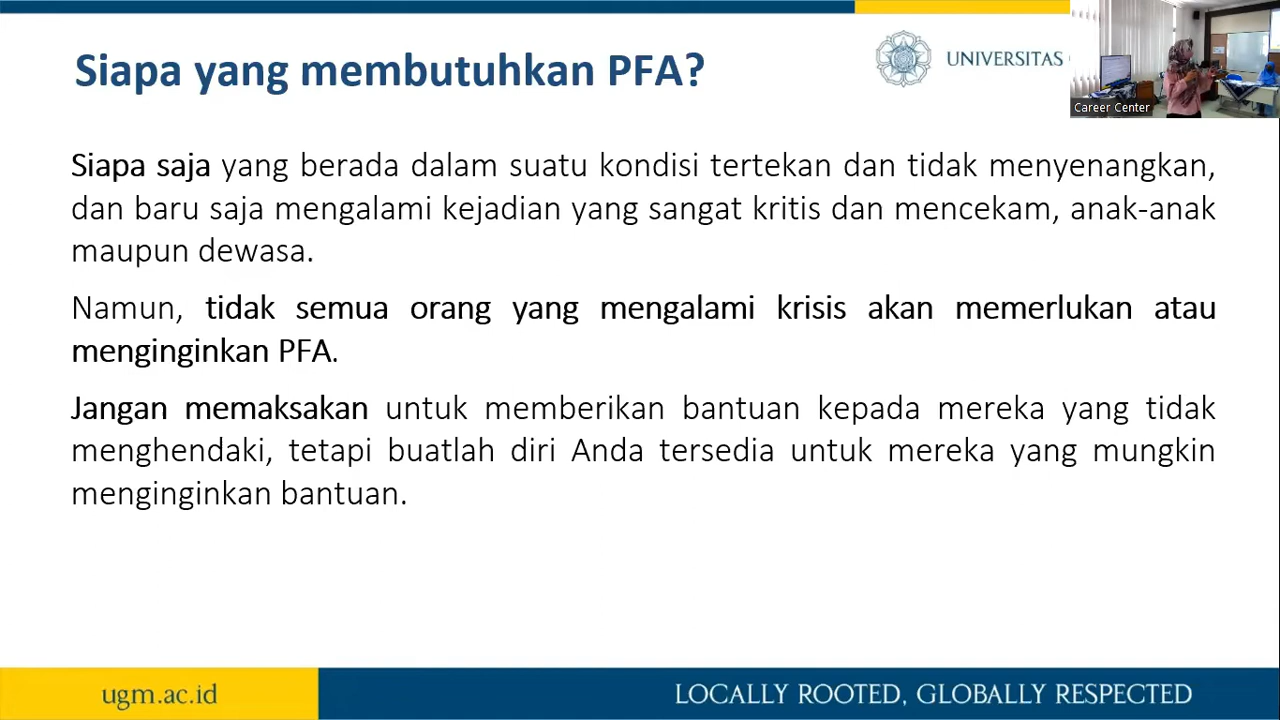 Siapa yang membutuhkan PFA?
UNIVERSITAS
Career Center
Siapa saja yang berada dalam suatu kondisi tertekan dan tidak menyenangkan,
dan baru saja mengalami kejadian yang sangat kritis dan mencekam, anak-anak
maupun dewasa.
Namun, tidak semua orang yang mengalami krisis akan memerlukan atau
menginginkan PFA.
Jangan memaksakan untuk memberikan bantuan kepada mereka yang tidak
menghendaki, tetapi buatlah diri Anda tersedia untuk mereka yang mungkin
menginginkan bantuan.
ugm.ac.id
LOCALLY ROOTED, GLOBALLY RESPECTED